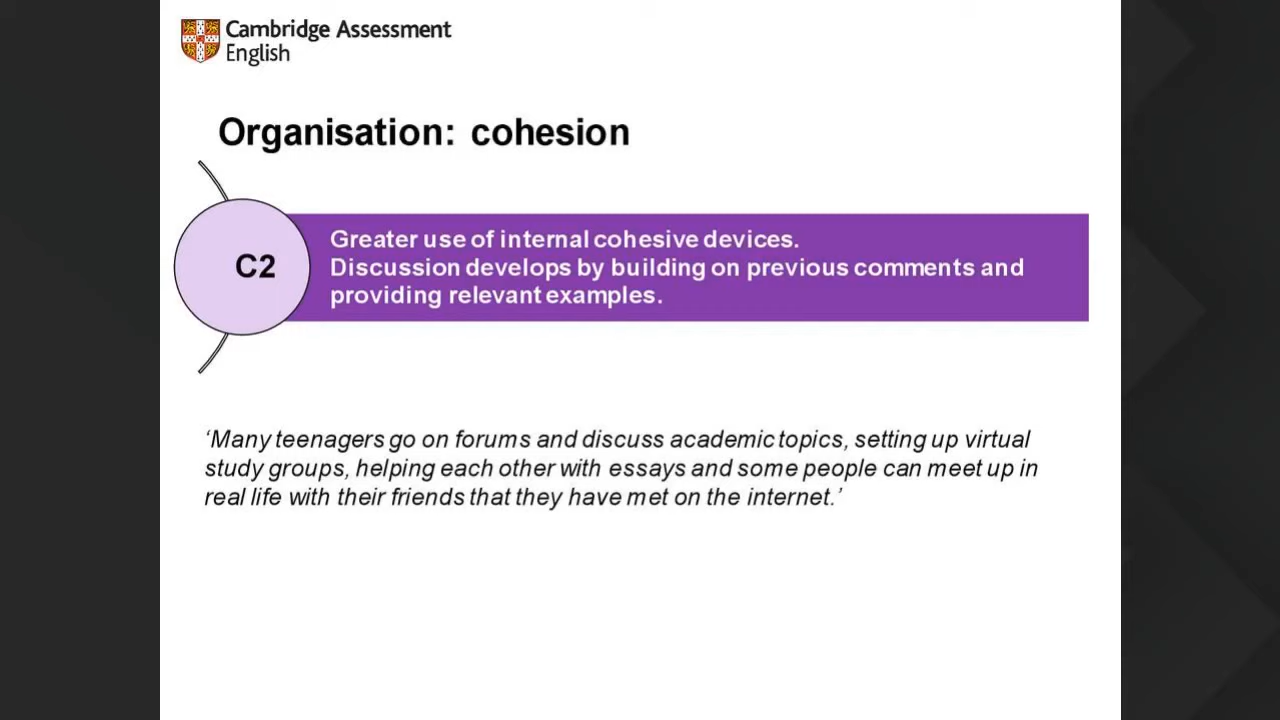 Cambridge Assessment
English
Organisation: cohesion
C2
Greater use of internal cohesive devices.
Discussion develops by building on previous comments and
providing relevant examples.
‘Many teenagers go on forums and discuss academic topics, setting up virtual
study groups, helping each other with essays and some people can meet up in
real life with their friends that they have met on the internet.’